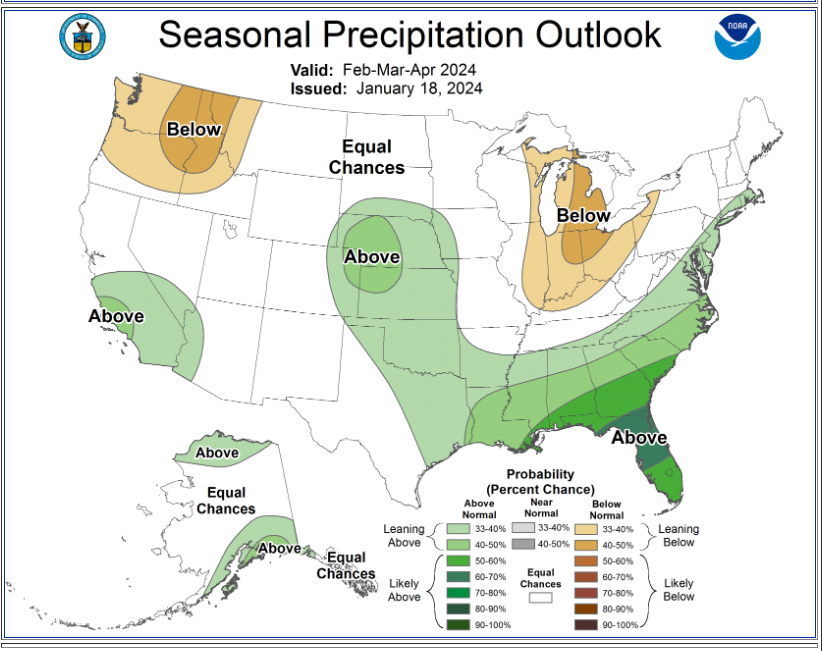 Seasonal Precipitation Outlook
NOAA
Valid: Feb-Mar-Apr 2024
Issued: January 18, 2024
Below
Equal
Chances
Below
Above
Above
Above
Above
Equal
Chances
Above
Equal
Chances
Probability
(Percent Chance)
Above
Normal
Near
Normal
Below
Normal
Leaning
Above
33-40%
40-50%
33-40%
40-50%
33-40%
40-50%
Leaning
Below
Likely
Above
50-60%
60-70%
70-80%
80-90%
90-100%
Equal
Chances
50-60%
60-70%
70-80%
80-90%
90-100%
Likely
Below